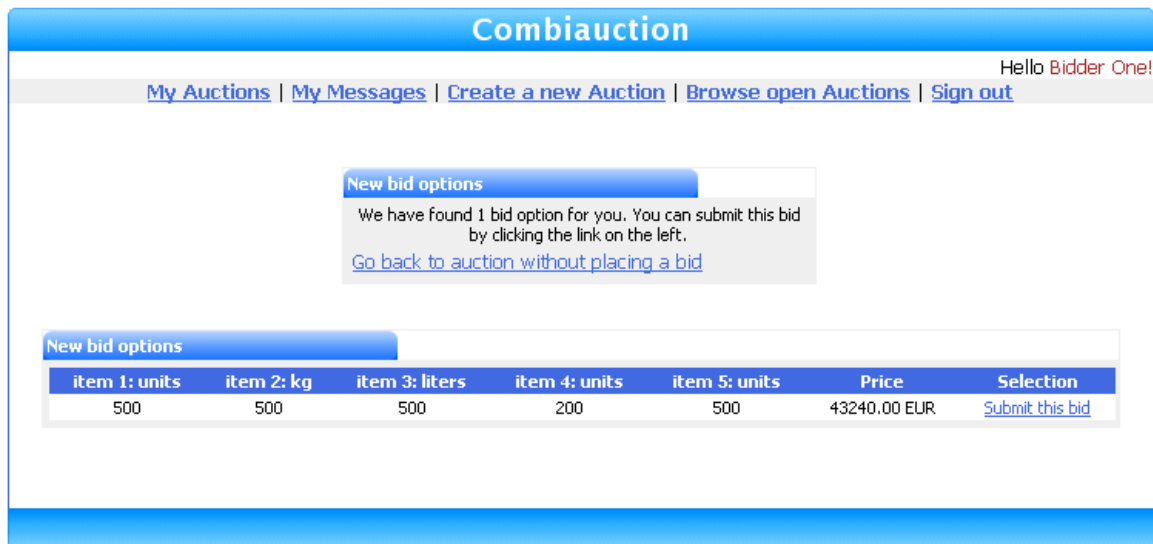 Combiauction
Hello Bidder One!
My Auctions | My Messages | Create a new Auction | Browse open Auctions | Sign out
New bid options
We have found 1 bid option for you. You can submit this bid
by clicking the link on the left.
Go back to auction without placing a bid
New bid options
item 1: units item 2: kg item 3: liters item 4: units item 5: units Price Selection
500 500 500 200 500 43240.00 EUR Submit this bid